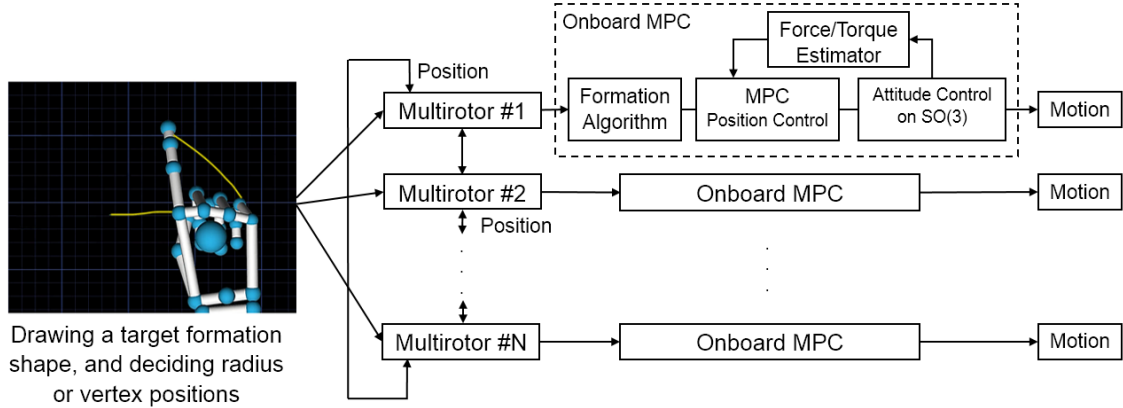 Onboard MPC
Force/Torque
Estimator
Position
Multirotor #1
Formation
Algorithm
MPC
Position Control
Attitude Control
on SO(3)
Motion
Multirotor #2
Onboard MPC
Motion
Position
Multirotor #N
Onboard MPC
Motion
Drawing a target formation
shape, and deciding radius
or vertex positions